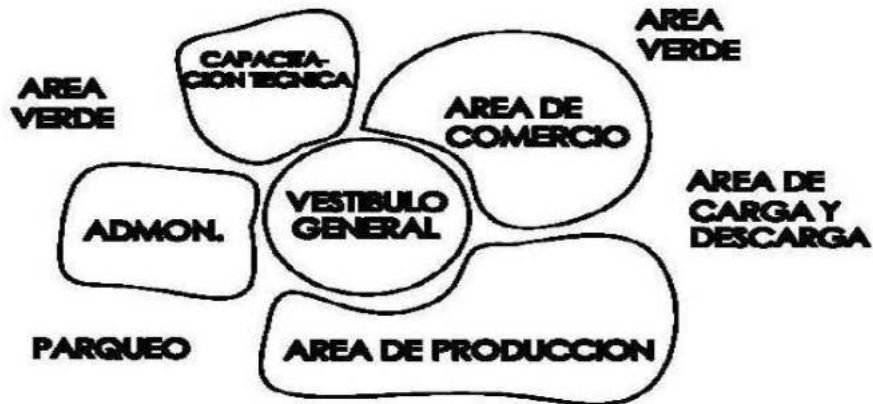 AREA
VERDE
CAPACITA-
CION TECNICA
AREA
VERDE
AREA DE
COMERCIO
ADMON.
VESTIBULO
GENERAL
AREA DE
CARGA Y
DESCARGA
PARQUEO
AREA DE PRODUCCION